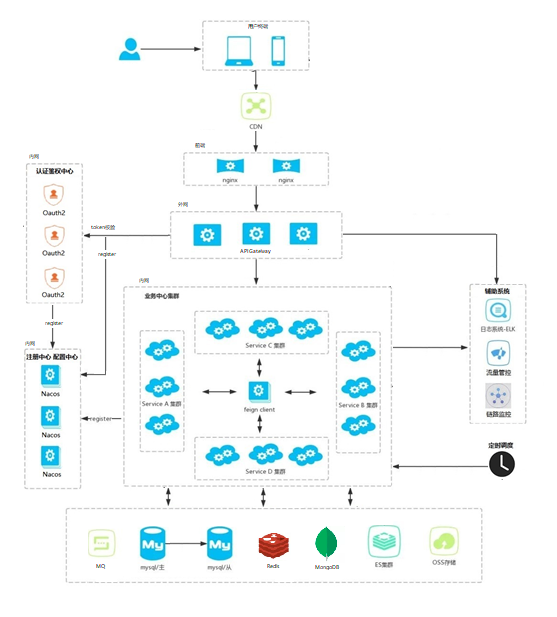 用户终端
CDN
前端
nginx
nginx
外网
APIGateway
内网
认证鉴权中心
Oauth2
Oauth2
Oauth2
token校验
register
register
内网
注册中心 配置中心
Nacos
Nacos
Nacos
register
内网
业务中心集群
Service C 集群
Service A 集群
feign client
Service B 集群
Service D 集群
辅助系统
日志系统-ELK
流量管控
链路监控
定时调度
MQ
My
mysql/主
My
mysql/从
Redis
MongoDB
ES集群
OSS存储